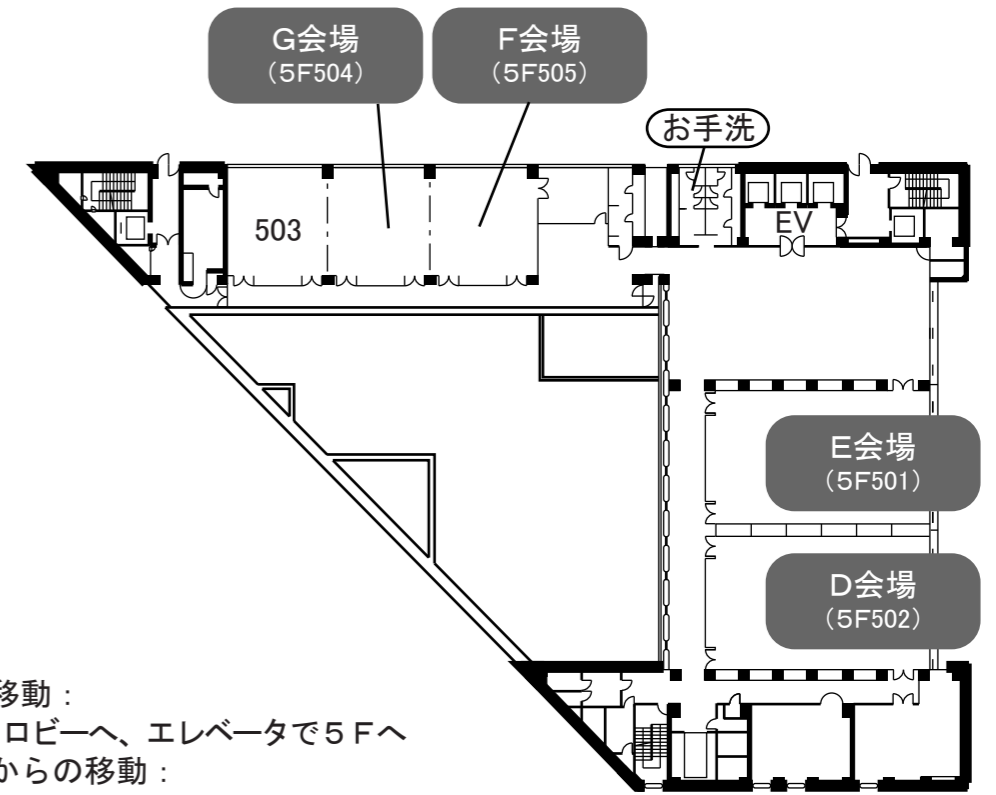 G会場
(5F504)
F会場
(5F505)
お手洗
503
EV
E会場
(5F501)
D会場
(5F502)
移動：
ロビーへ、エレベータで５Ｆへ
からの移動：